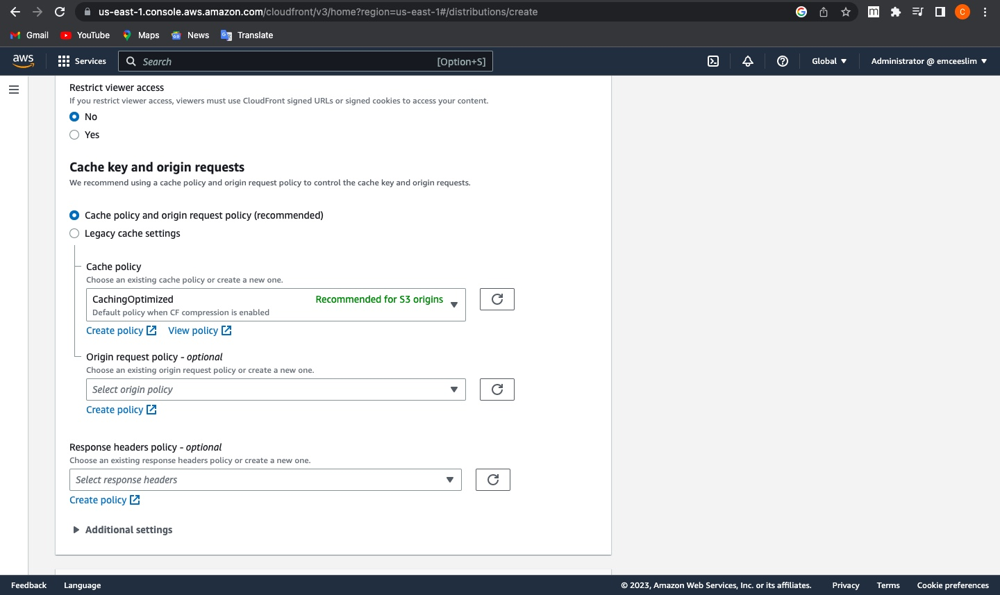 us-east-1.console.aws.amazon.com/cloudfront/v3/home?region=us-east-1#/distributions/create
Gmail YouTube Maps News Translate
aws Services Search [Option+S] Global Administrator @ emceeslim
Restrict viewer access
If you restrict viewer access, viewers must use CloudFront signed URLs or signed cookies to access your content.
No
Yes
Cache key and origin requests
We recommend using a cache policy and origin request policy to control the cache key and origin requests.
Cache policy and origin request policy (recommended)
Legacy cache settings
Cache policy
Choose an existing cache policy or create a new one.
CachingOptimized Recommended for S3 origins
Default policy when CF compression is enabled
Create policy View policy
Origin request policy - optional
Choose an existing origin request policy or create a new one.
Select origin policy
Create policy
Response headers policy - optional
Choose an existing response headers policy or create a new one.
Select response headers
Create policy
Additional settings
Feedback Language © 2023, Amazon Web Services, Inc. or its affiliates. Privacy Terms Cookie preferences